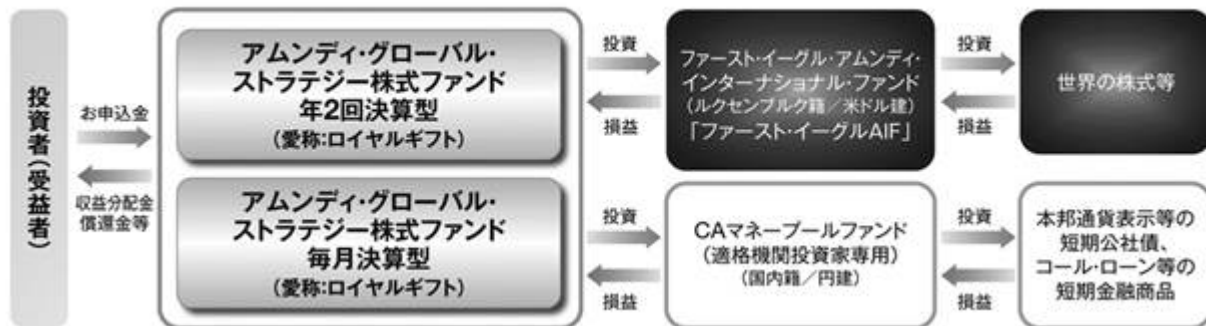 投資者(受益者)
お申込金
収益分配金
償還金等
アムンディ・グローバル・
ストラテジー株式ファンド
年2回決算型
(愛称:ロイヤルギフト)
アムンディ・グローバル・
ストラテジー株式ファンド
毎月決算型
(愛称:ロイヤルギフト)
投資
損益
ファースト・イーグル・アムンディ・
インターナショナル・ファンド
(ルクセンブルク籍/米ドル建)
「ファースト・イーグルAIF」
投資
損益
世界の株式等
投資
損益
CAマネープールファンド
(適格機関投資家専用)
(国内籍/円建)
投資
損益
本邦通貨表示等の
短期公社債、
コール・ローン等の
短期金融商品